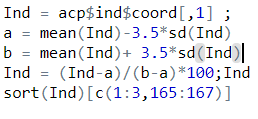 Ind = acp$ind$coord[,1] ;
a = mean(Ind)-3.5*sd(Ind)
b = mean(Ind)+ 3.5*sd(Ind)
Ind = (Ind-a)/(b-a)*100;Ind
sort(Ind)[c(1:3,165:167)]